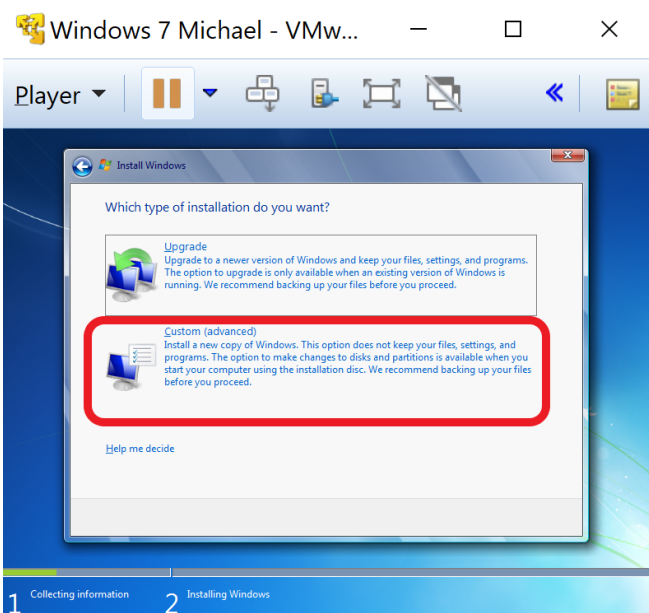 Windows 7 Michael - VMw...
Player
Install Windows
Which type of installation do you want?
Upgrade
Upgrade to a newer version of Windows and keep your files, settings, and programs.
The option to upgrade is only available when an existing version of Windows is
running. We recommend backing up your files before you proceed.
Custom (advanced)
Install a new copy of Windows. This option does not keep your files, settings, and
programs. The option to make changes to disks and partitions is available when you
start your computer using the installation disc. We recommend backing up your files
before you proceed.
Help me decide
1 Collecting information 2 Installing Windows